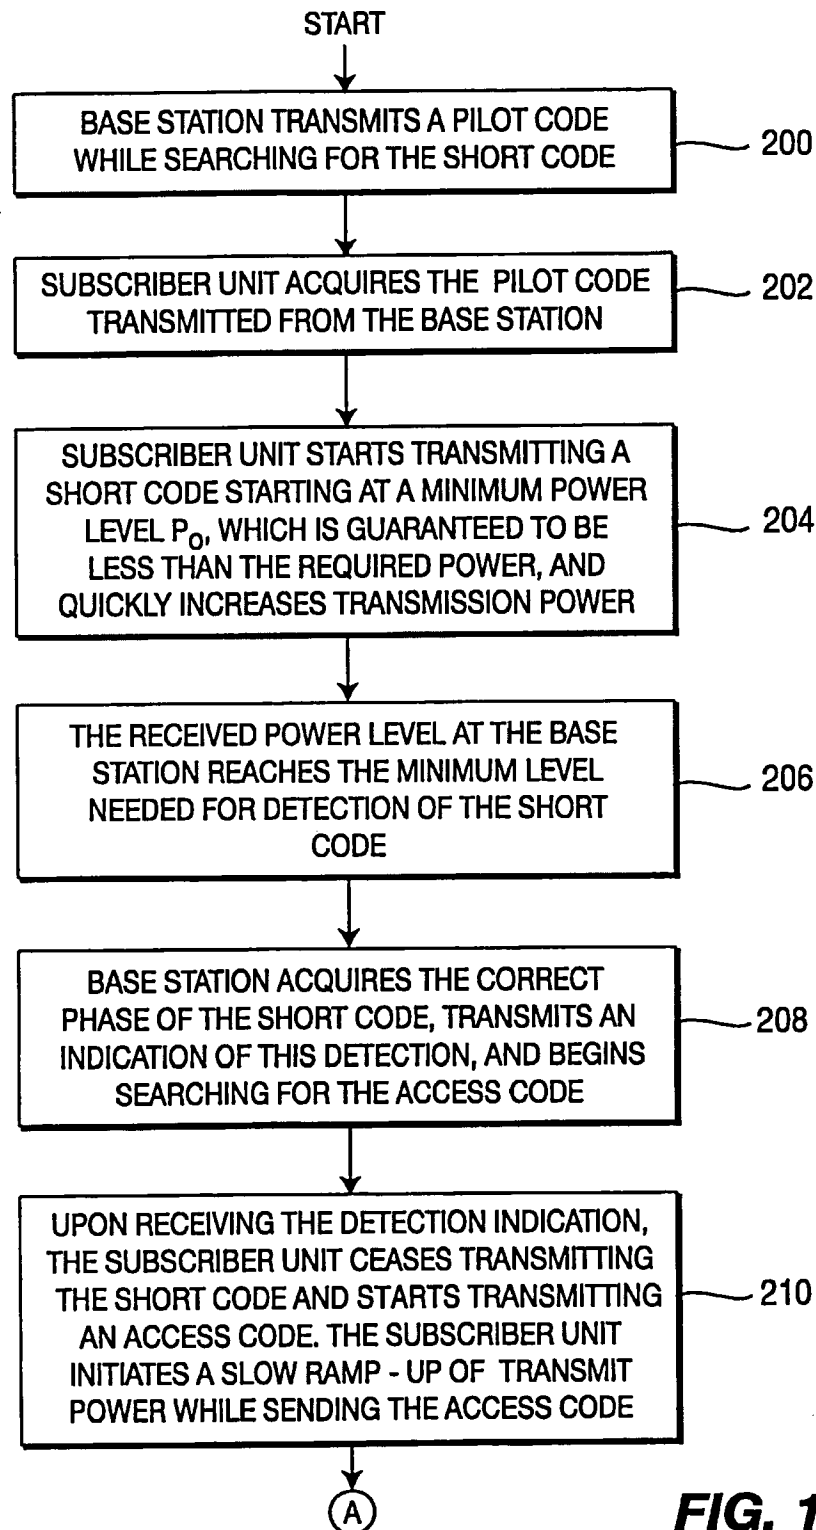 START
BASE STATION TRANSMITS A PILOT CODE
WHILE SEARCHING FOR THE SHORT CODE
200
SUBSCRIBER UNIT ACQUIRES THE PILOT CODE
TRANSMITTED FROM THE BASE STATION
202
SUBSCRIBER UNIT STARTS TRANSMITTING A
SHORT CODE STARTING AT A MINIMUM POWER
LEVEL P0, WHICH IS GUARANTEED TO BE
LESS THAN THE REQUIRED POWER, AND
QUICKLY INCREASES TRANSMISSION POWER
204
THE RECEIVED POWER LEVEL AT THE BASE
STATION REACHES THE MINIMUM LEVEL
NEEDED FOR DETECTION OF THE SHORT
CODE
206
BASE STATION ACQUIRES THE CORRECT
PHASE OF THE SHORT CODE, TRANSMITS AN
INDICATION OF THIS DETECTION, AND BEGINS
SEARCHING FOR THE ACCESS CODE
208
UPON RECEIVING THE DETECTION INDICATION,
THE SUBSCRIBER UNIT CEASES TRANSMITTING
THE SHORT CODE AND STARTS TRANSMITTING
AN ACCESS CODE. THE SUBSCRIBER UNIT
INITIATES A SLOW RAMP - UP OF TRANSMIT
POWER WHILE SENDING THE ACCESS CODE
210
A
FIG. 1